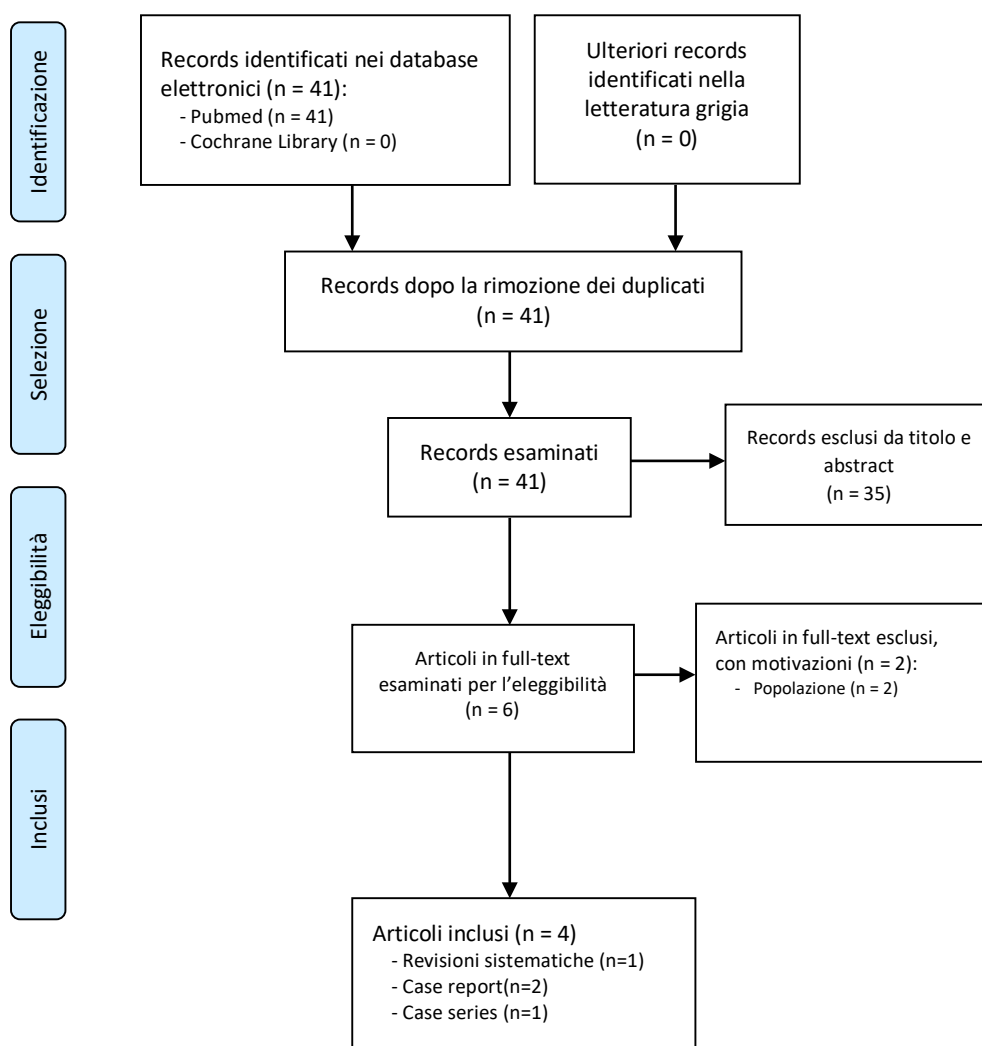 Identificazione
Records identificati nei database
elettronici (n = 41):
- Pubmed (n = 41)
- Cochrane Library (n = 0)
Ulteriori records
identificati nella
letteratura grigia
(n = 0)
Selezione
Records dopo la rimozione dei duplicati
(n = 41)
Records esaminati
(n = 41)
Records esclusi da titolo e
abstract
(n = 35)
Eleggibilità
Articoli in full-text
esaminati per l'eleggibilità
(n = 6)
Articoli in full-text esclusi,
con motivazioni (n = 2):
- Popolazione (n = 2)
Inclusi
Articoli inclusi (n = 4)
- Revisioni sistematiche (n=1)
- Case report(n=2)
- Case series (n=1)